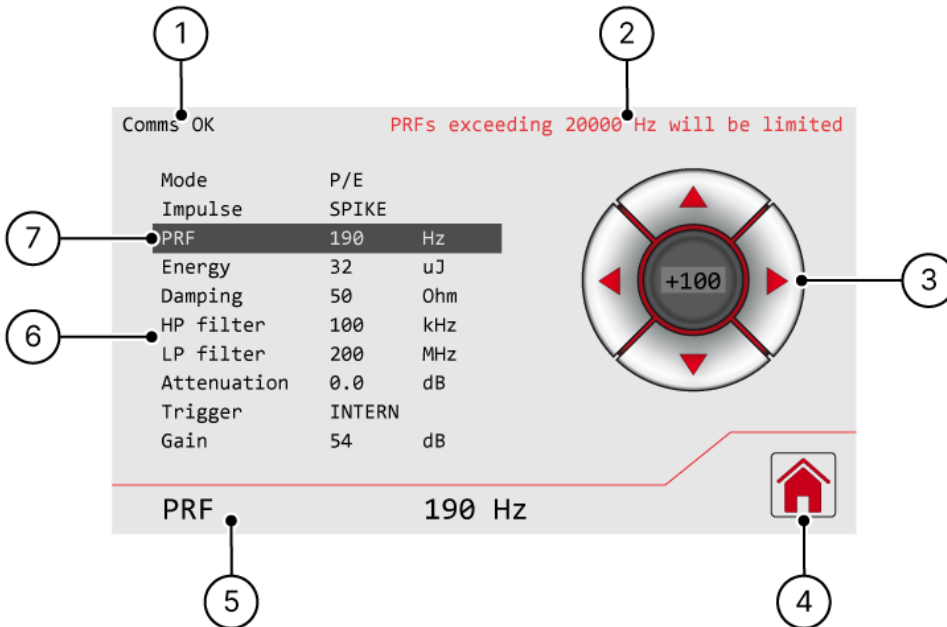 1
2
Comms OK PRFs exceeding 20000 Hz will be limited
Mode P/E
Impulse SPIKE
PRF 190 Hz
Energy 32 uJ
Damping 50 Ohm
HP filter 100 kHz
LP filter 200 MHz
Attenuation 0.0 dB
Trigger INTERN
Gain 54 dB
+100
7
3
6
PRF 190 Hz
5
4